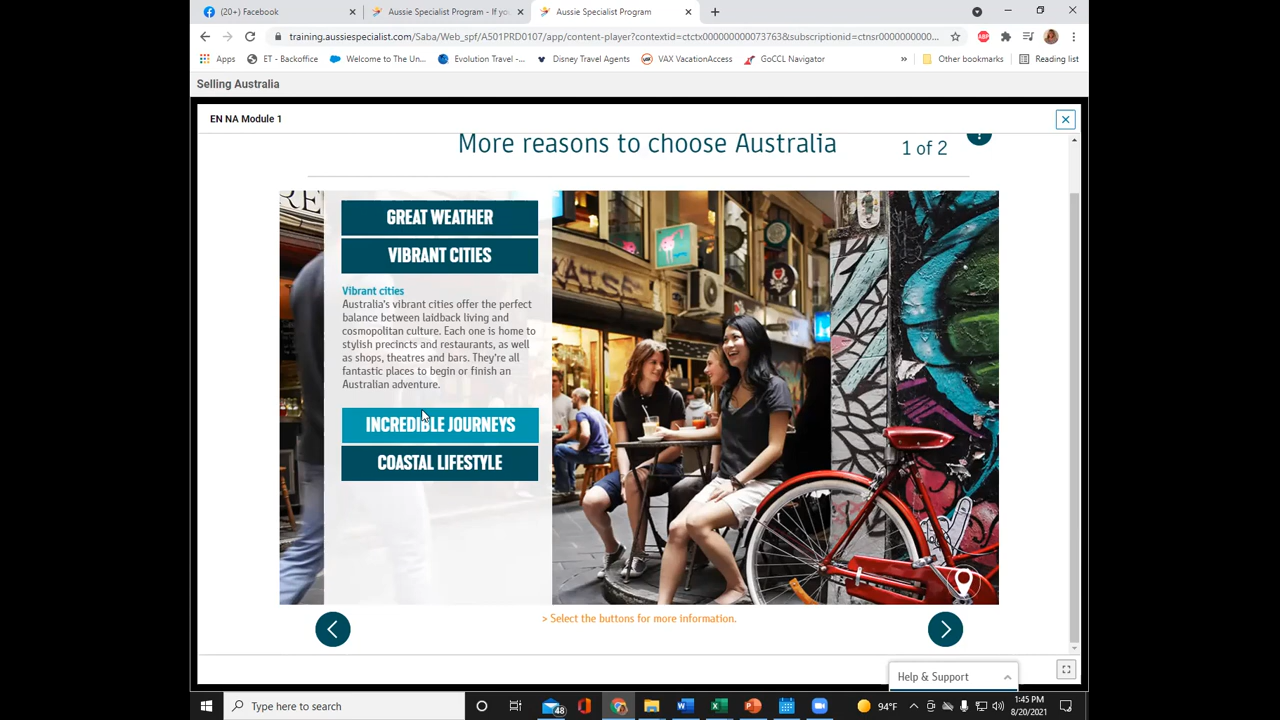 (20+) Facebook
Aussie Specialist Program - If yo
Aussie Specialist Program
training.aussiespecialist.com/Saba/Web_spf/A501PRD0107/app/content-player?contextid=ctctx000000000073763&subscriptionid=ctnsr0000000000...
ABP
Apps
ET - Backoffice
Welcome to The Un...
Evolution Travel -...
Disney Travel Agents
VAX VacationAccess
GoCCL Navigator
»
Other bookmarks
Reading list
Selling Australia
EN NA Module 1
More reasons to choose Australia
1 of 2
RE
GREAT WEATHER
VIBRANT CITIES
Vibrant cities
Australia's vibrant cities offer the perfect
balance between laidback living and
cosmopolitan culture. Each one is home to
stylish precincts and restaurants, as well
as shops, theatres and bars. They're all
fantastic places to begin or finish an
Australian adventure.
INCREDIBLE JOURNEYS
COASTAL LIFESTYLE
> Select the buttons for more information.
Help & Support
Type here to search
48
94°F
1:45 PM
8/20/2021